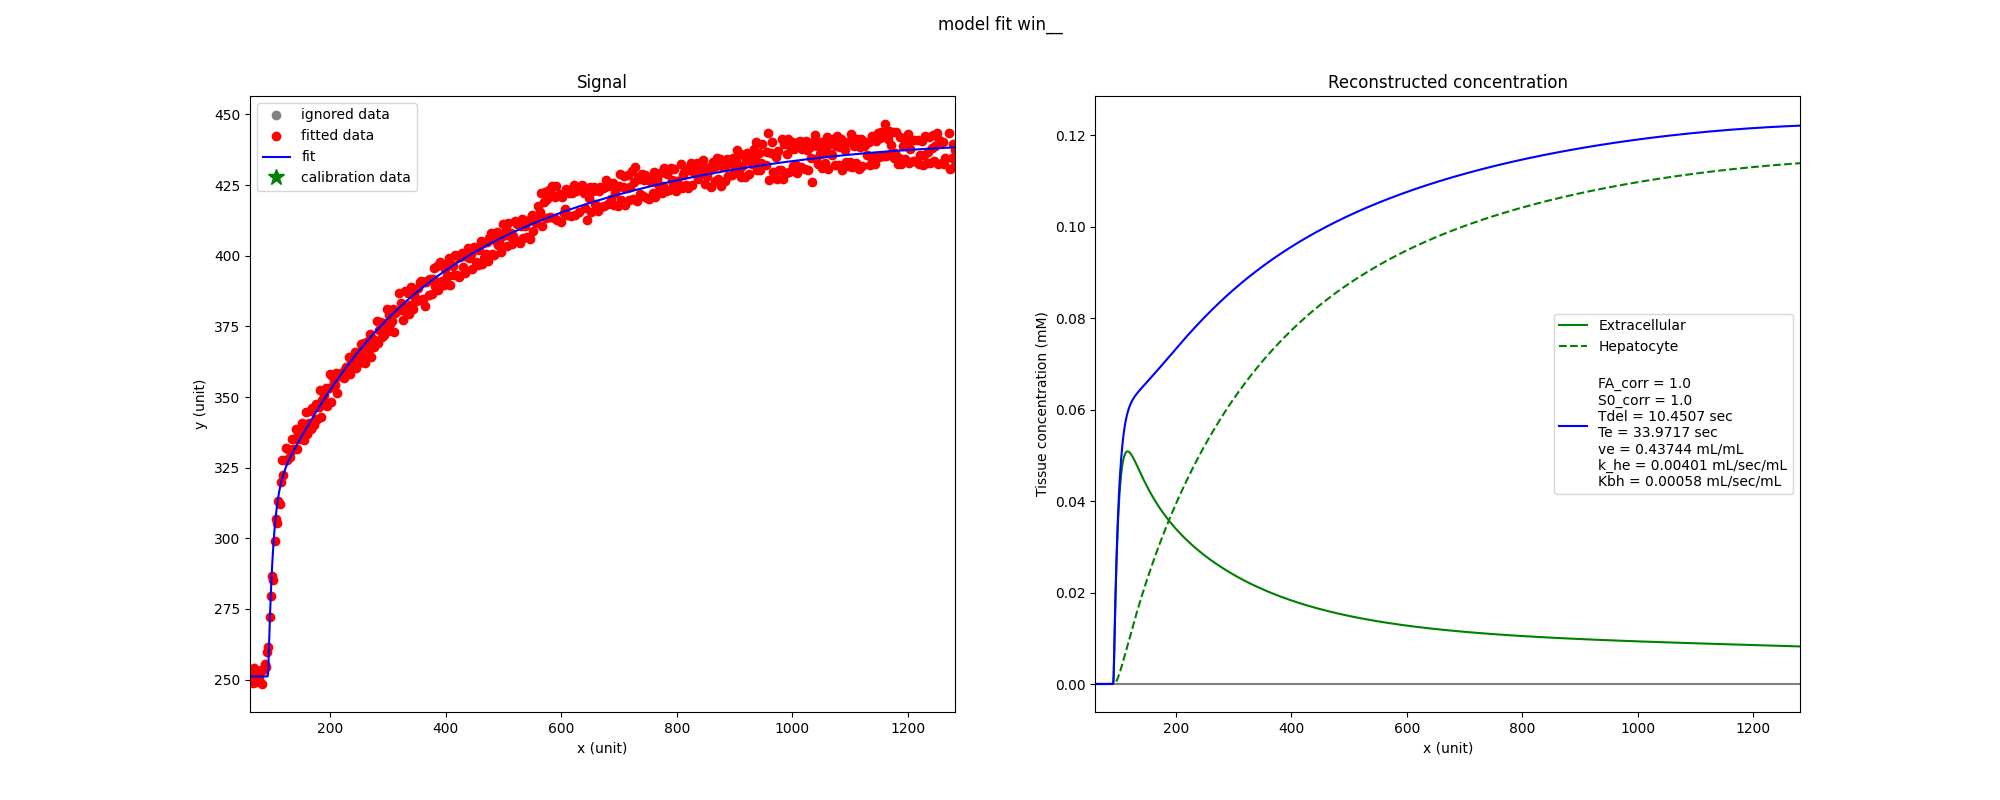 model fit win__
Signal
450
425
400
375
350
325
300
275
250
y (unit)
200
400
600
800
1000
1200
x (unit)
ignored data
fitted data
fit
calibration data
Reconstructed concentration
0.12
0.10
0.08
0.06
0.04
0.02
0.00
Tissue concentration (mM)
200
400
600
800
1000
1200
x (unit)
Extracellular
Hepatocyte
FA_corr = 1.0
S0_corr = 1.0
Tdel = 10.4507 sec
Te = 33.9717 sec
ve = 0.43744 mL/mL
k_he = 0.00401 mL/sec/mL
Kbh = 0.00058 mL/sec/mL